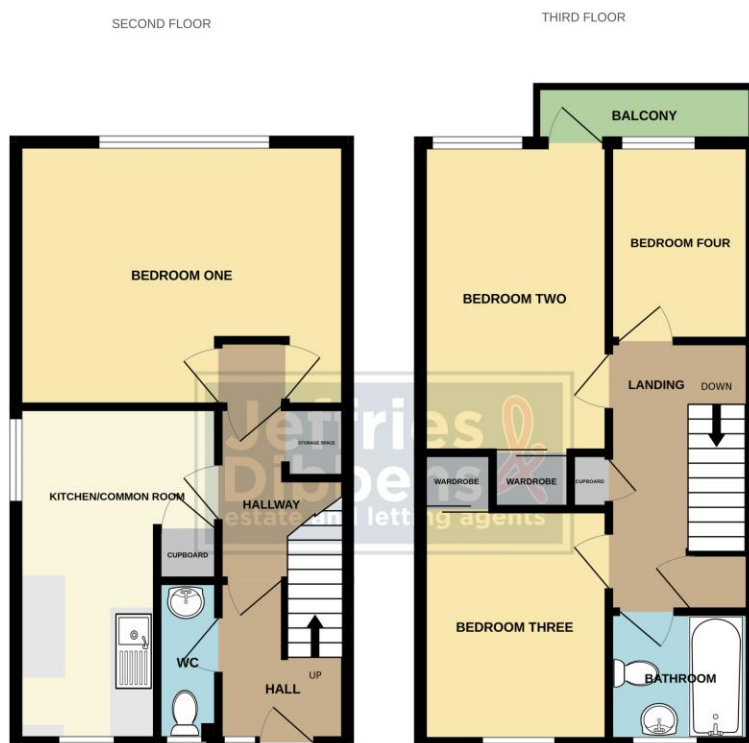 SECOND FLOOR
BEDROOM ONE
STORAGE SPACE
KITCHEN/COMMON ROOM
HALLWAY
CUPBOARD
WC
UP
HALL
THIRD FLOOR
BALCONY
BEDROOM FOUR
BEDROOM TWO
LANDING
DOWN
WARDROBE
WARDROBE
CUPBOARD
BEDROOM THREE
BATHROOM
Jeffries &
Dibbens
estate and letting agents